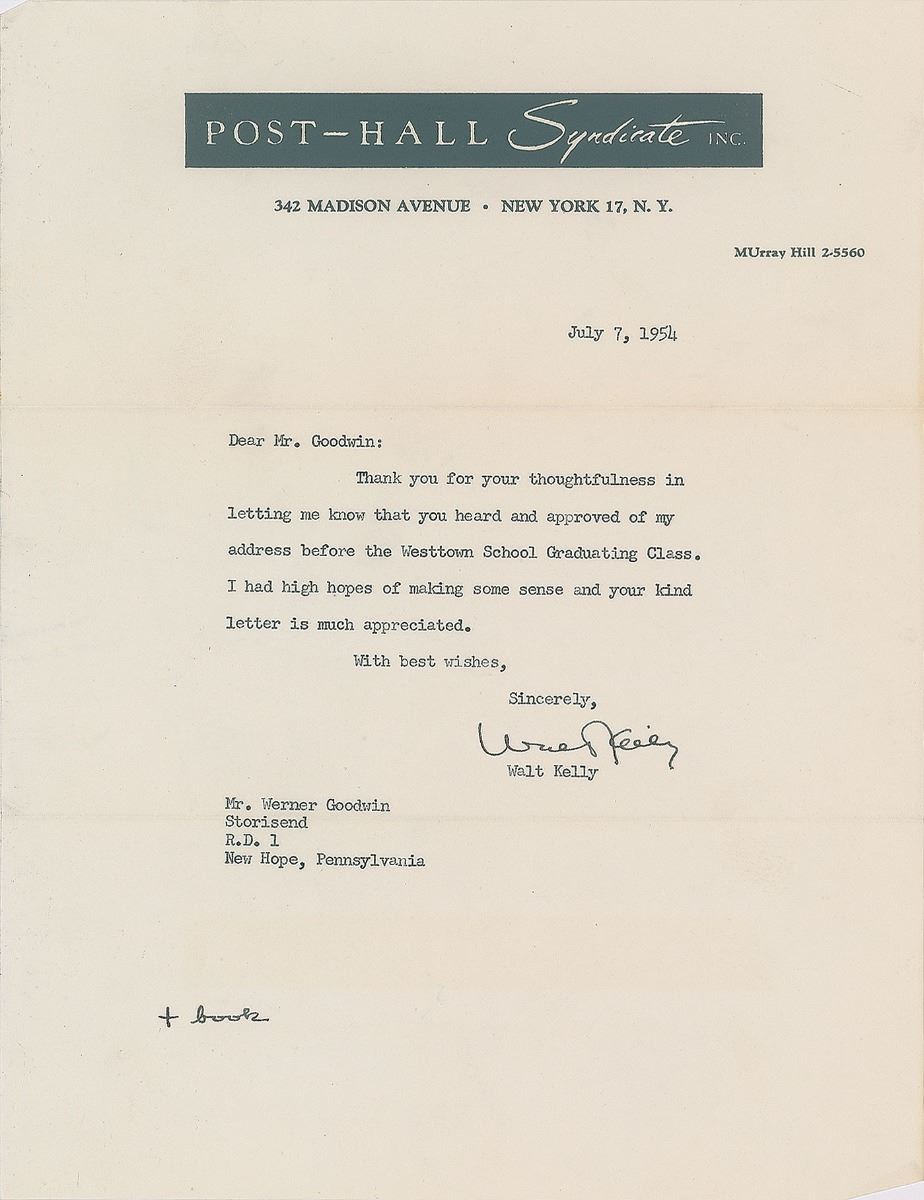 POST-HALL Syndicate INC.
342 MADISON AVENUE • NEW YORK 17, N. Y.
MUrray Hill 2-5560
July 7, 1954
Dear Mr. Goodwin:
Thank you for your thoughtfulness in
letting me know that you heard and approved of my
address before the Westtown School Graduating Class.
I had high hopes of making some sense and your kind
letter is much appreciated.
With best wishes,
Sincerely,
Walt Kelly
Walt Kelly
Mr. Werner Goodwin
Storisend
R.D. 1
New Hope, Pennsylvania
+ book